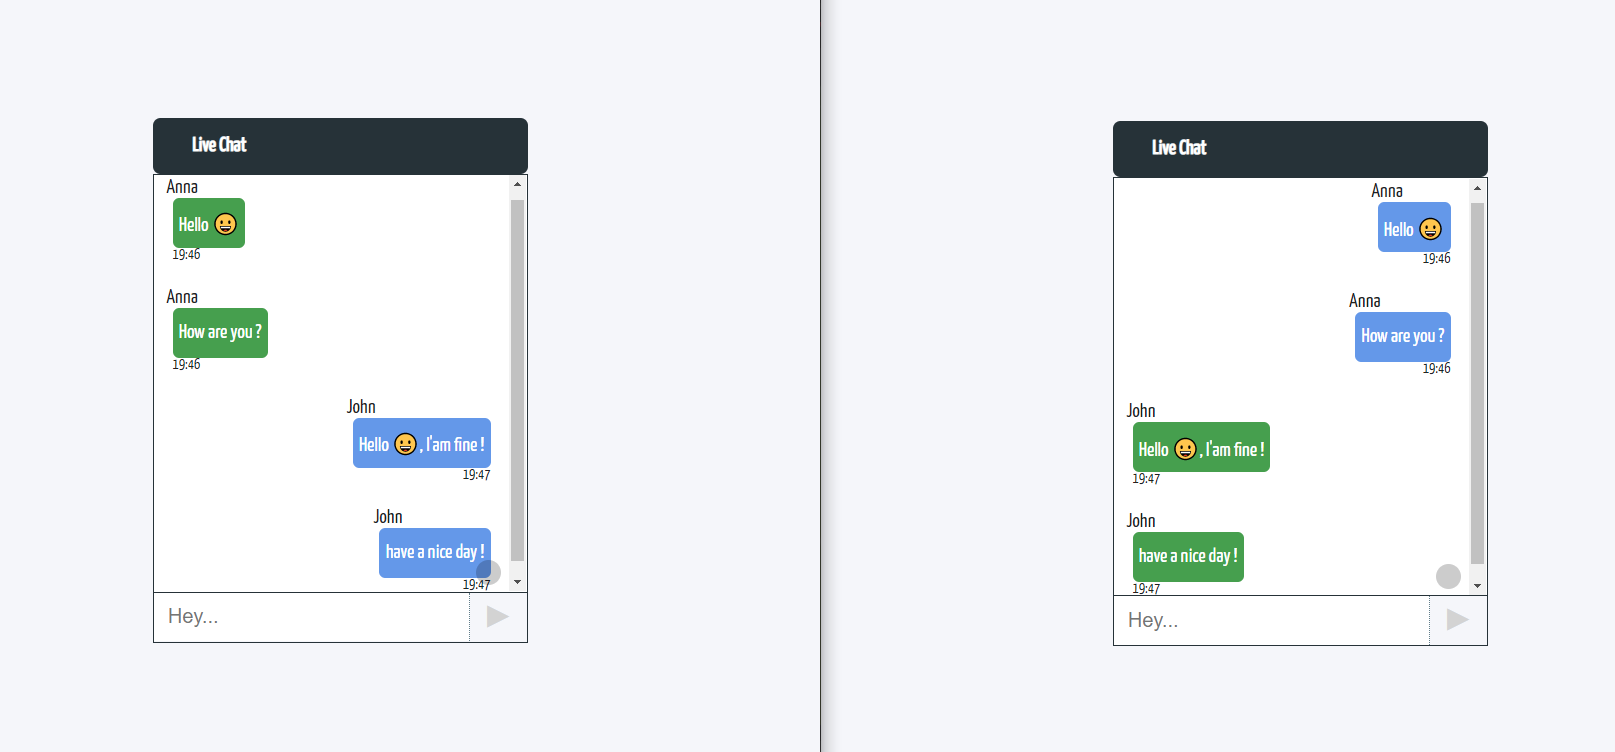 Live Chat
Anna
Hello 😀
19:46
Anna
How are you ?
19:46
John
Hello 😀 , I'am fine !
19:47
John
have a nice day !
19:47
Hey...
Live Chat
Anna
Hello 😀
19:46
Anna
How are you ?
19:46
John
Hello 😀 , I'am fine !
19:47
John
have a nice day !
19:47
Hey...